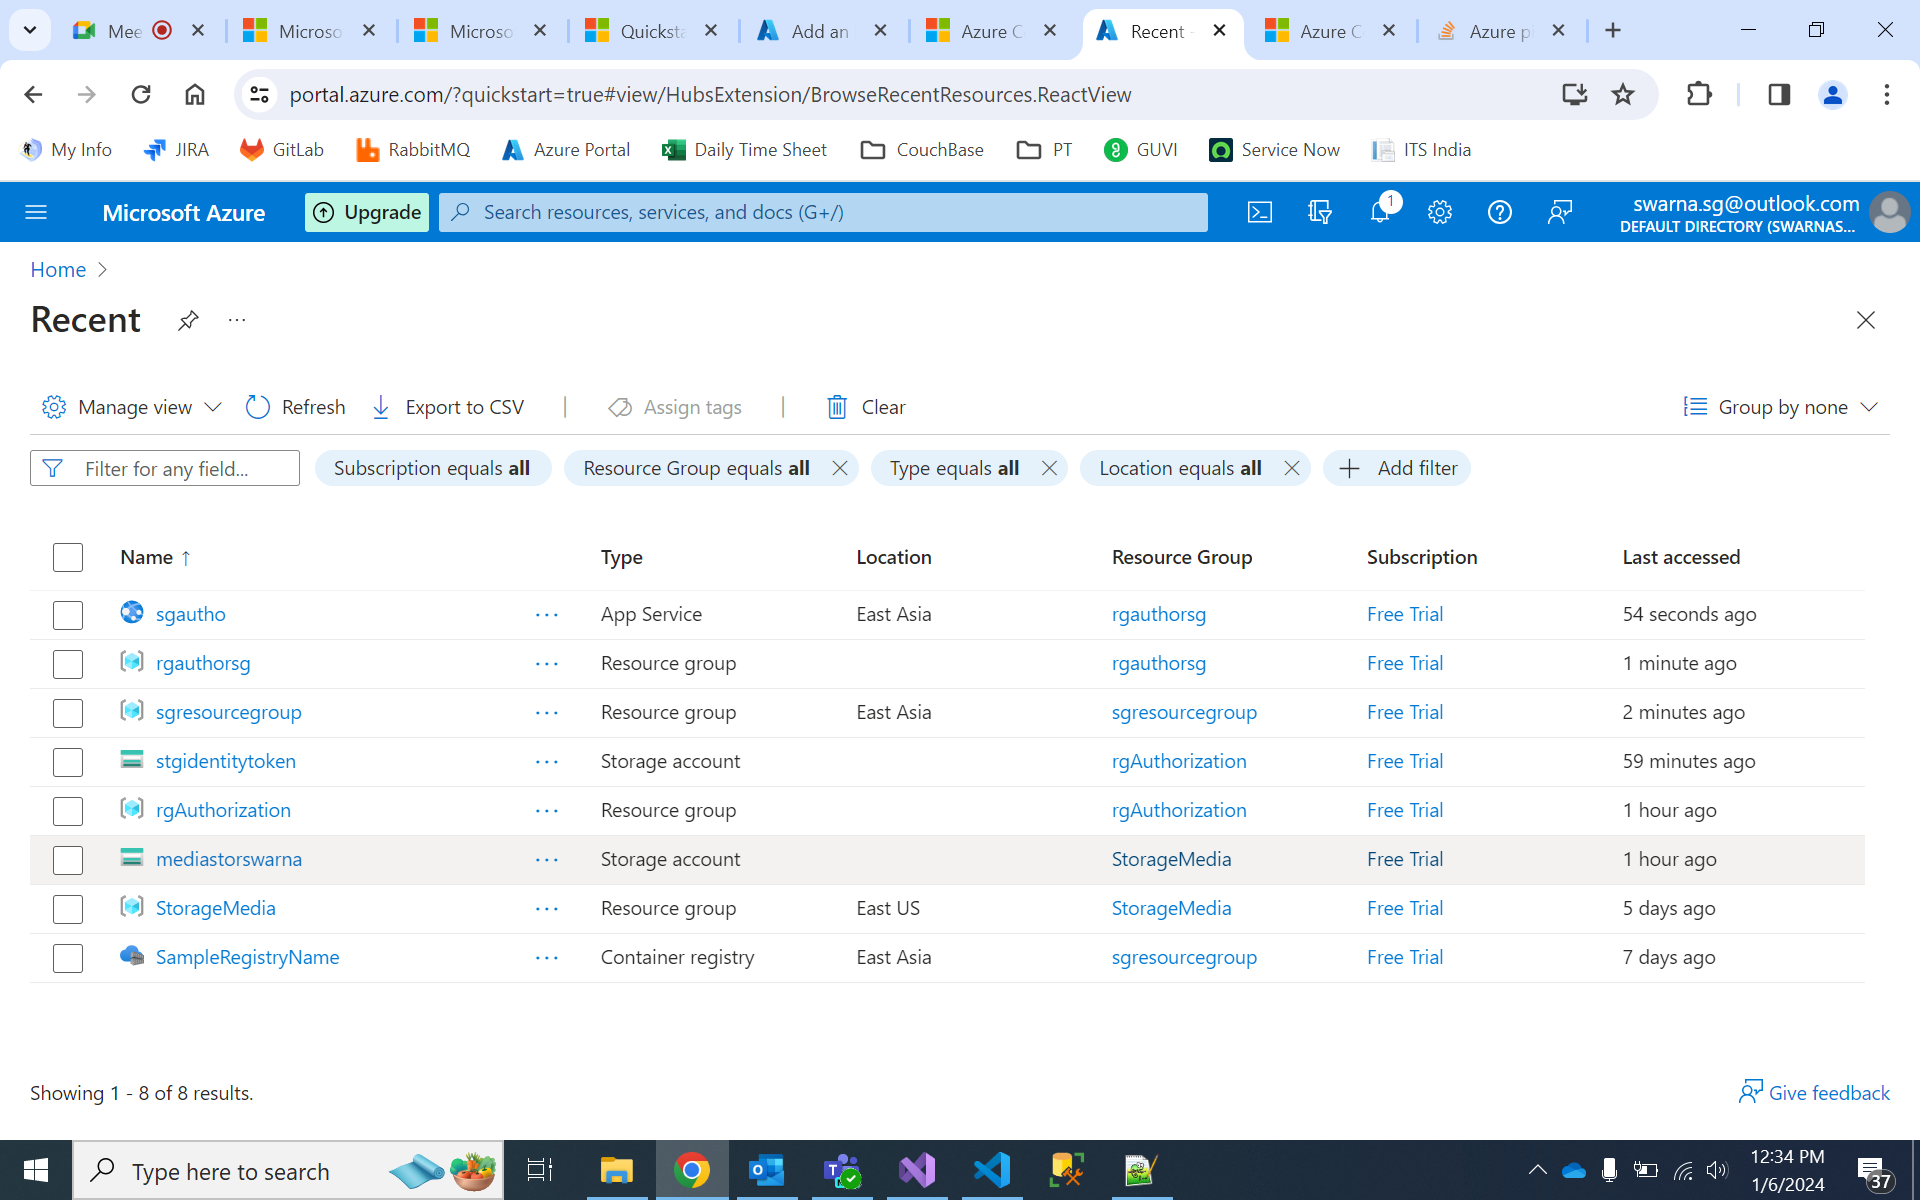 Mee
Microso
Microso
Quicksta
Add an
Azure C
Recent -
Azure C
Azure pi
portal.azure.com/?quickstart=true#view/HubsExtension/BrowseRecentResources.ReactView
My Info
JIRA
GitLab
RabbitMQ
Azure Portal
Daily Time Sheet
CouchBase
PT
GUVI
Service Now
ITS India
Microsoft Azure
Upgrade
Search resources, services, and docs (G+/)
1
swarna.sg@outlook.com
DEFAULT DIRECTORY (SWARNAS...
Home
Recent
Manage view
Refresh
Export to CSV
Assign tags
Clear
Group by none
Filter for any field...
Subscription equals all
Resource Group equals all
Type equals all
Location equals all
Add filter
Name ↑ Type Location Resource Group Subscription Last accessed
sgautho ... App Service East Asia rgauthorsg Free Trial 54 seconds ago
rgauthorsg ... Resource group rgauthorsg Free Trial 1 minute ago
sgresourcegroup ... Resource group East Asia sgresourcegroup Free Trial 2 minutes ago
stgidentitytoken ... Storage account rgAuthorization Free Trial 59 minutes ago
rgAuthorization ... Resource group rgAuthorization Free Trial 1 hour ago
mediastorswarna ... Storage account StorageMedia Free Trial 1 hour ago
StorageMedia ... Resource group East US StorageMedia Free Trial 5 days ago
SampleRegistryName ... Container registry East Asia sgresourcegroup Free Trial 7 days ago
Showing 1 - 8 of 8 results.
Give feedback
Type here to search
12:34 PM
1/6/2024
37